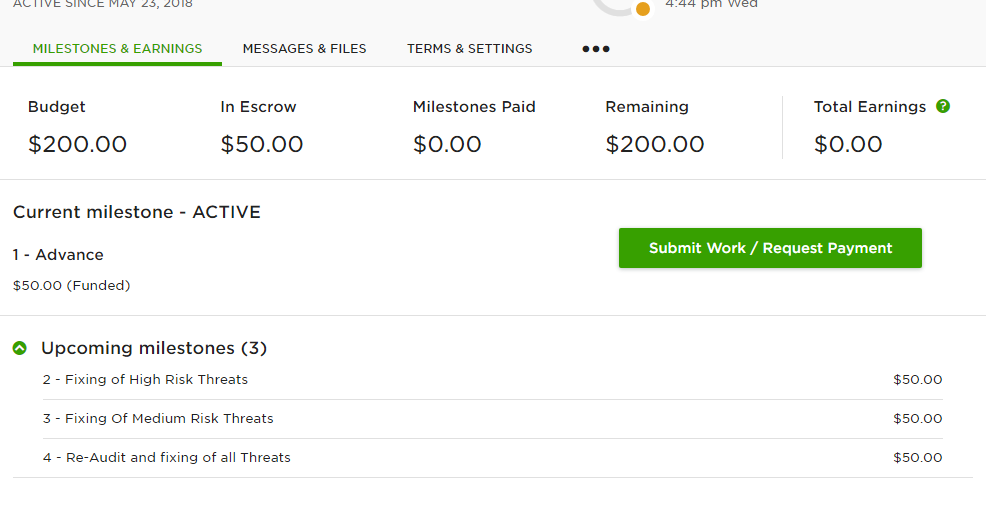 ACTIVE SINCE MAY 23, 2018
4:44 pm Wed
MILESTONES & EARNINGS
MESSAGES & FILES
TERMS & SETTINGS
Budget
$200.00
In Escrow
$50.00
Milestones Paid
$0.00
Remaining
$200.00
Total Earnings ?
$0.00
Current milestone - ACTIVE
1 - Advance
$50.00 (Funded)
Submit Work / Request Payment
Upcoming milestones (3)
2 - Fixing of High Risk Threats $50.00
3 - Fixing Of Medium Risk Threats $50.00
4 - Re-Audit and fixing of all Threats $50.00